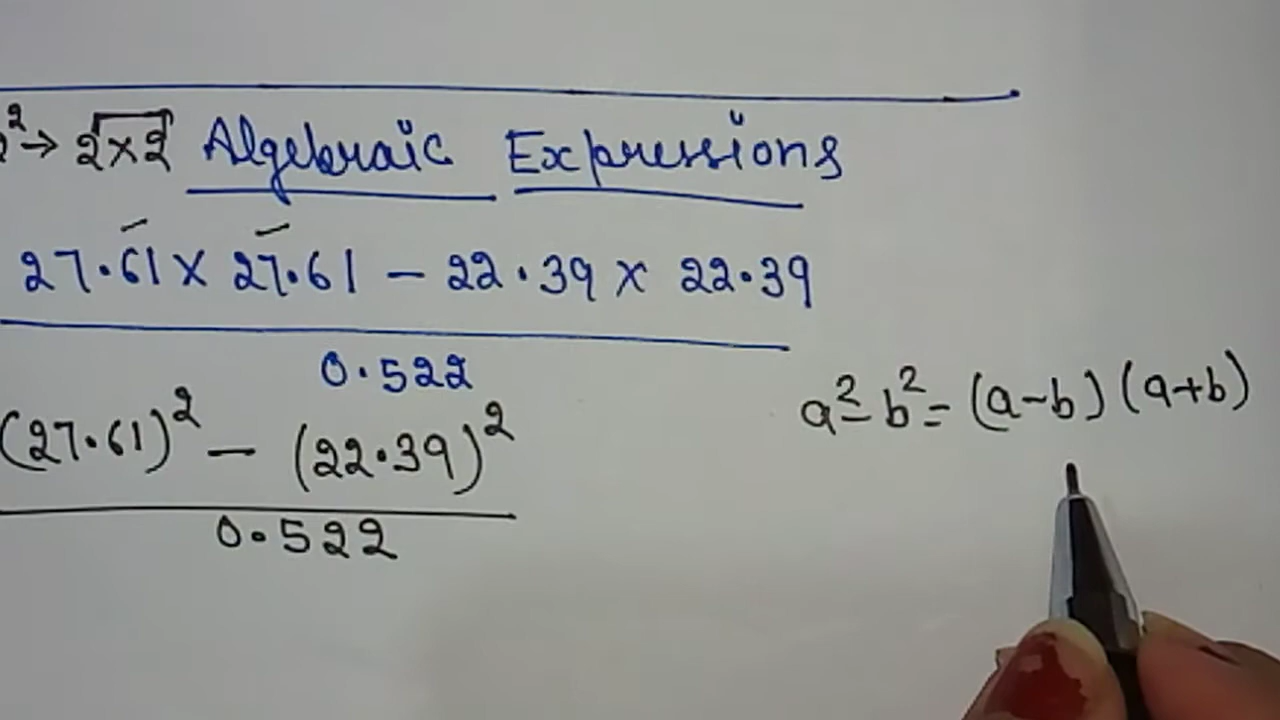 2² → 2×2 Algebraic Expressions
27.61 × 27.61 − 22.39 × 22.39
0.522
a² − b² = (a−b) (a+b)
(27.61)² − (22.39)²
0.522